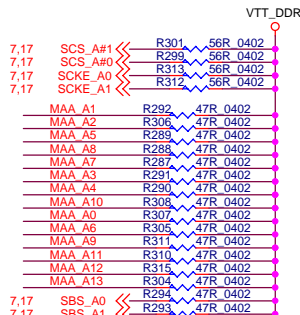 VTT_DDR
7,17 SCS_A#1 R301 56R_0402
7,17 SCS_A#0 R299 56R_0402
7,17 SCKE_A0 R313 56R_0402
7,17 SCKE_A1 R312 56R_0402
MAA_A1 R292 47R_0402
MAA_A2 R306 47R_0402
MAA_A5 R289 47R_0402
MAA_A8 R288 47R_0402
MAA_A7 R287 47R_0402
MAA_A3 R291 47R_0402
MAA_A4 R290 47R_0402
MAA_A10 R308 47R_0402
MAA_A0 R307 47R_0402
MAA_A6 R305 47R_0402
MAA_A9 R311 47R_0402
MAA_A11 R310 47R_0402
MAA_A12 R315 47R_0402
MAA_A13 R304 47R_0402
7,17 SBS_A0 R294 47R_0402
7,17 SBS_A1 R293 47R_0402